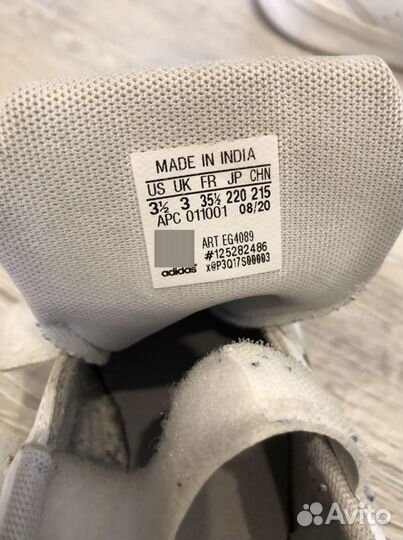 MADE IN INDIA
US UK FR JP CHN
3½ 3 35½ 220 215
APC 011001 08/20
ART EG4089
#125282486
x@P3Q17S00003
adidas
Avito